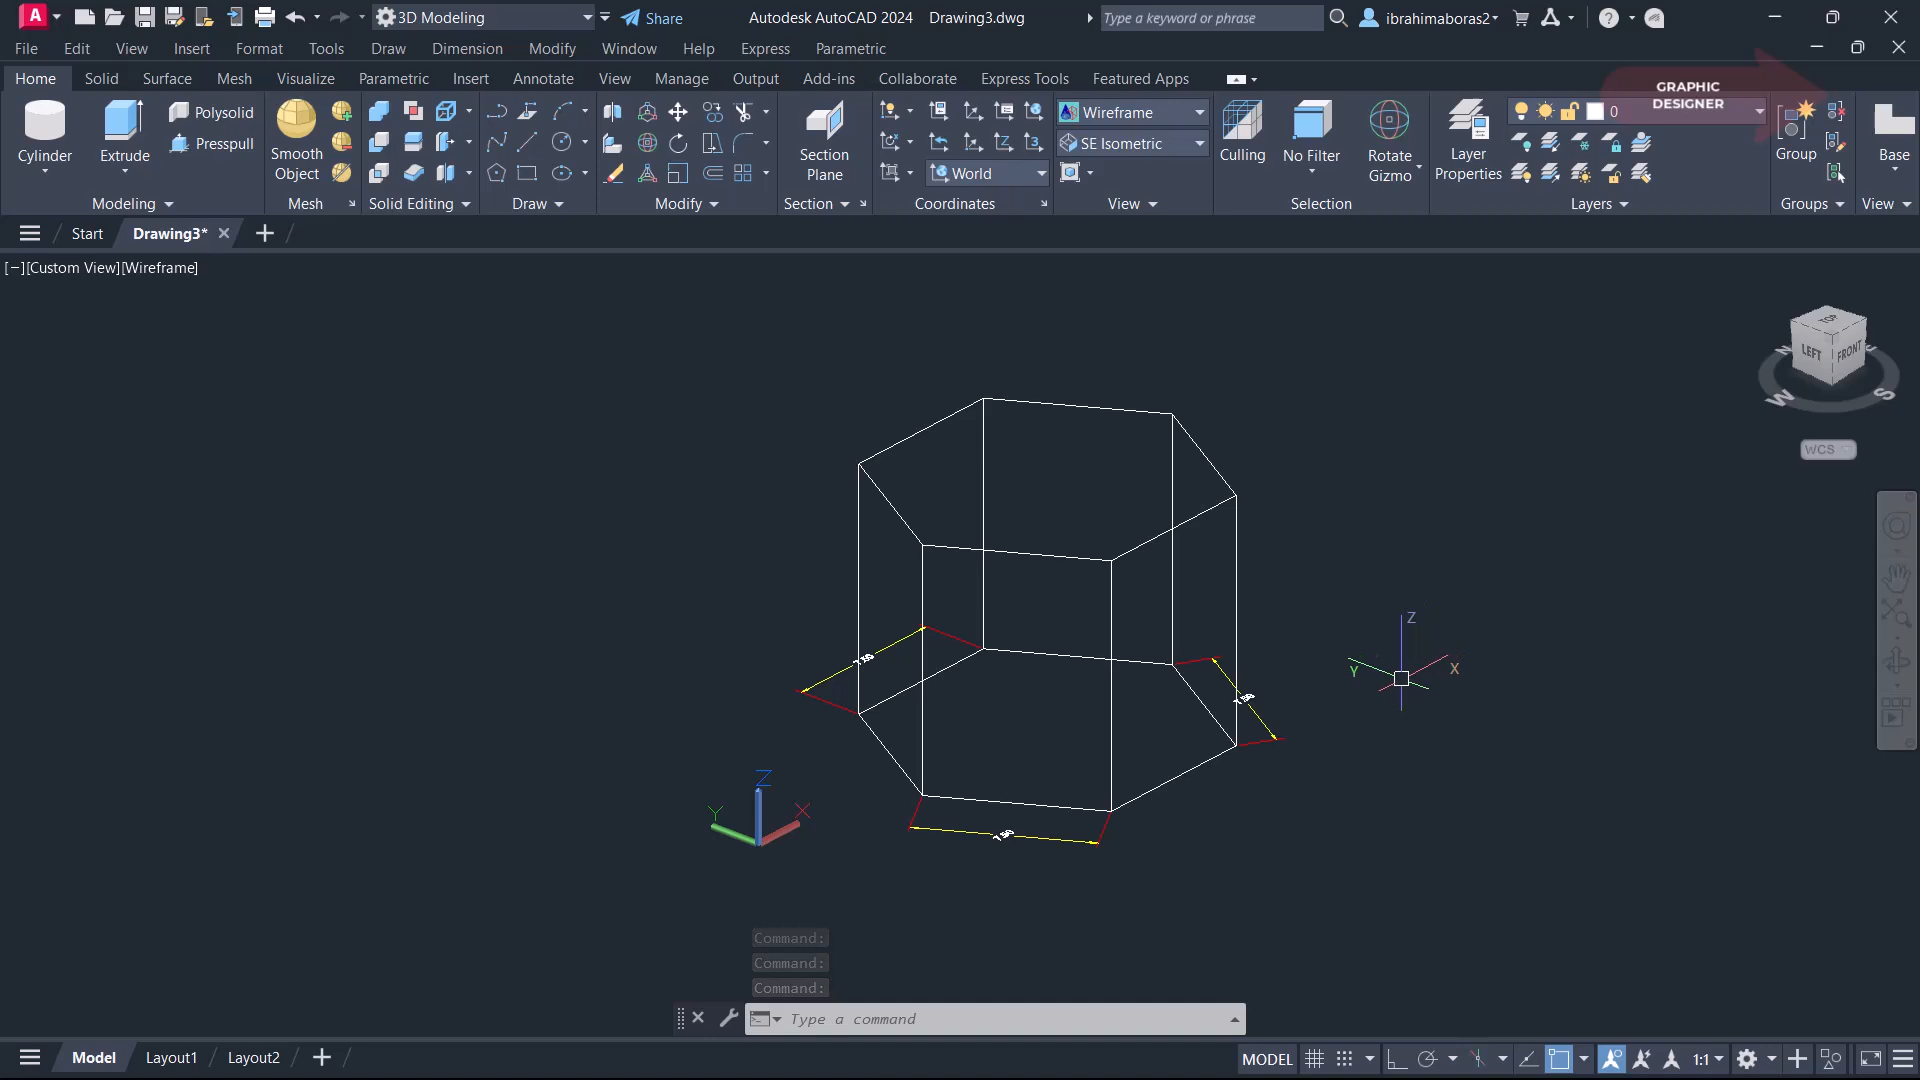 3D Modeling
Share
Autodesk AutoCAD 2024 Drawing3.dwg
Type a keyword or phrase
ibrahimaboras2
File Edit View Insert Format Tools Draw Dimension Modify Window Help Express Parametric
Home Solid Surface Mesh Visualize Parametric Insert Annotate View Manage Output Add-ins Collaborate Express Tools Featured Apps
GRAPHIC
DESIGNER
Cylinder
Extrude
Polysolid
Presspull
Smooth
Object
Section
Plane
World
Wireframe
SE Isometric
Culling
No Filter
Rotate
Gizmo
Layer
Properties
0
Group
Base
Modeling Mesh Solid Editing Draw Modify Section Coordinates View Selection Layers Groups View
Start Drawing3*
[−][Custom View][Wireframe]
TOP
LEFT FRONT
W S
WCS
Z
Y X
Z
Y X
Command:
Command:
Command:
Type a command
Model Layout1 Layout2
MODEL
1:1